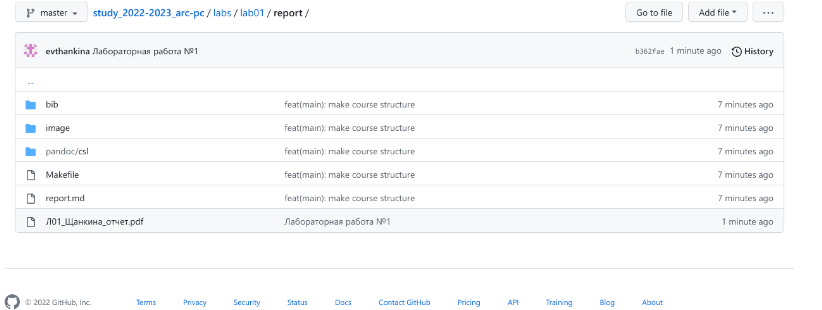 master study_2022-2023_arc-pc / labs / lab01 / report / Go to file Add file ...
evthankina Лабораторная работа №1 b362fae 1 minute ago History
..
bib feat(main): make course structure 7 minutes ago
image feat(main): make course structure 7 minutes ago
pandoc/csl feat(main): make course structure 7 minutes ago
Makefile feat(main): make course structure 7 minutes ago
report.md feat(main): make course structure 7 minutes ago
Л01_Щанкина_отчет.pdf Лабораторная работа №1 1 minute ago
© 2022 GitHub, Inc. Terms Privacy Security Status Docs Contact GitHub Pricing API Training Blog About